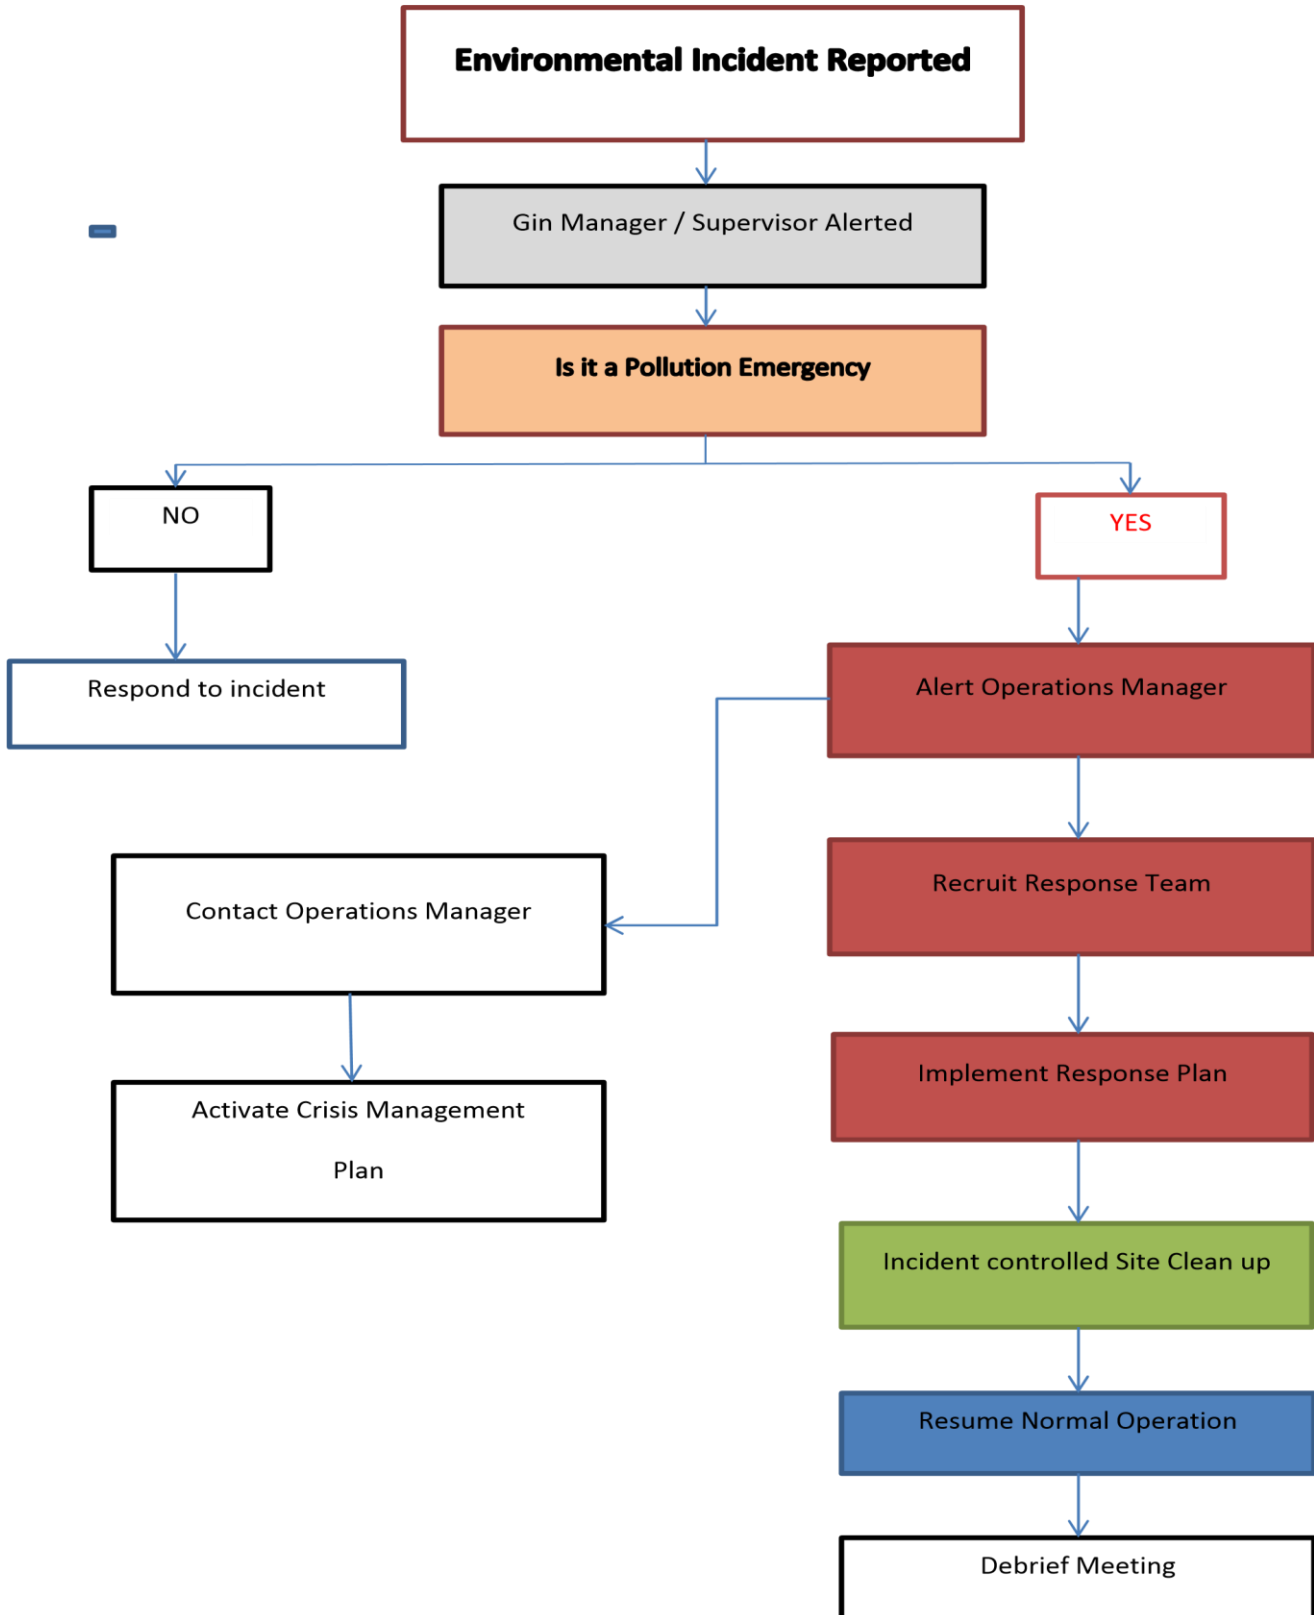 Environmental Incident Reported
Gin Manager / Supervisor Alerted
Is it a Pollution Emergency
NO
YES
Respond to incident
Alert Operations Manager
Contact Operations Manager
Recruit Response Team
Activate Crisis Management
Plan
Implement Response Plan
Incident controlled Site Clean up
Resume Normal Operation
Debrief Meeting